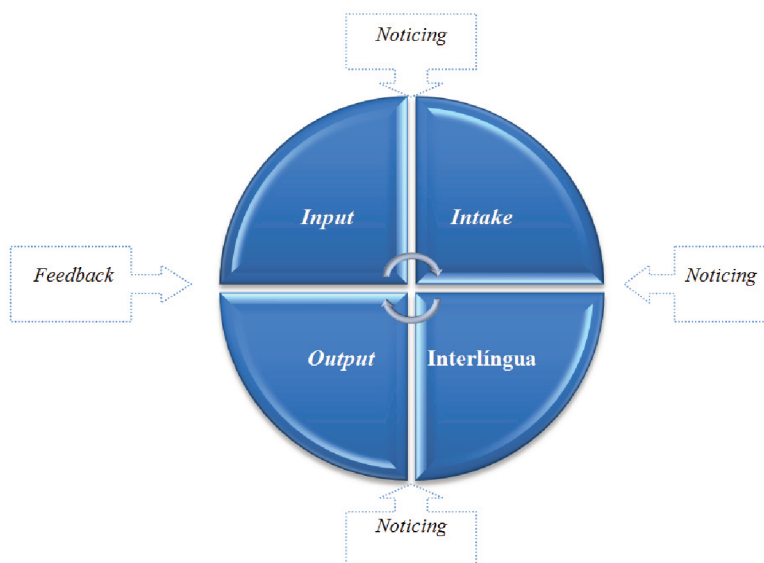 Noticing
Input
Intake
Feedback
Noticing
Output
Interlíngua
Noticing